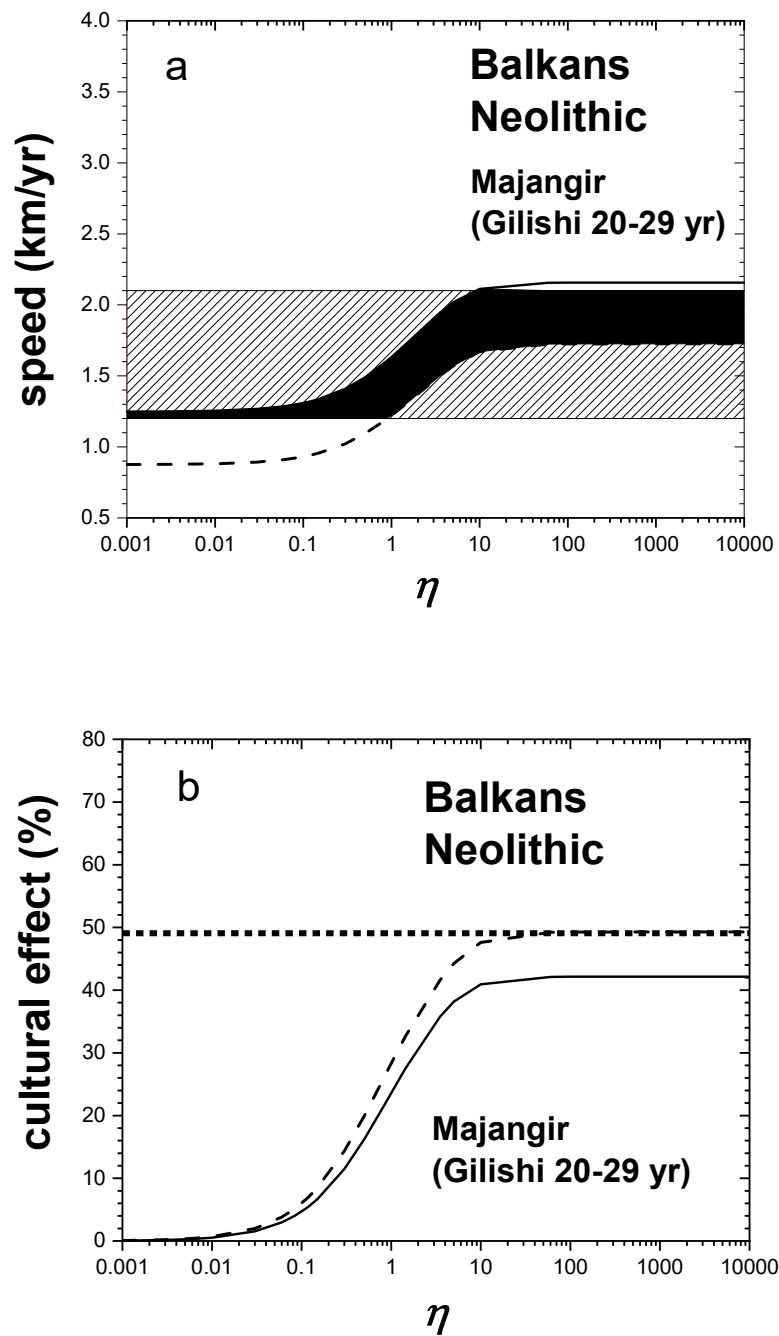 a
Balkans
Neolithic
Majangir
(Gilishi 20-29 yr)
speed (km/yr)
4.0
3.5
3.0
2.5
2.0
1.5
1.0
0.5
0.001 0.01 0.1 1 10 100 1000 10000
η
b
Balkans
Neolithic
Majangir
(Gilishi 20-29 yr)
cultural effect (%)
80
70
60
50
40
30
20
10
0
0.001 0.01 0.1 1 10 100 1000 10000
η